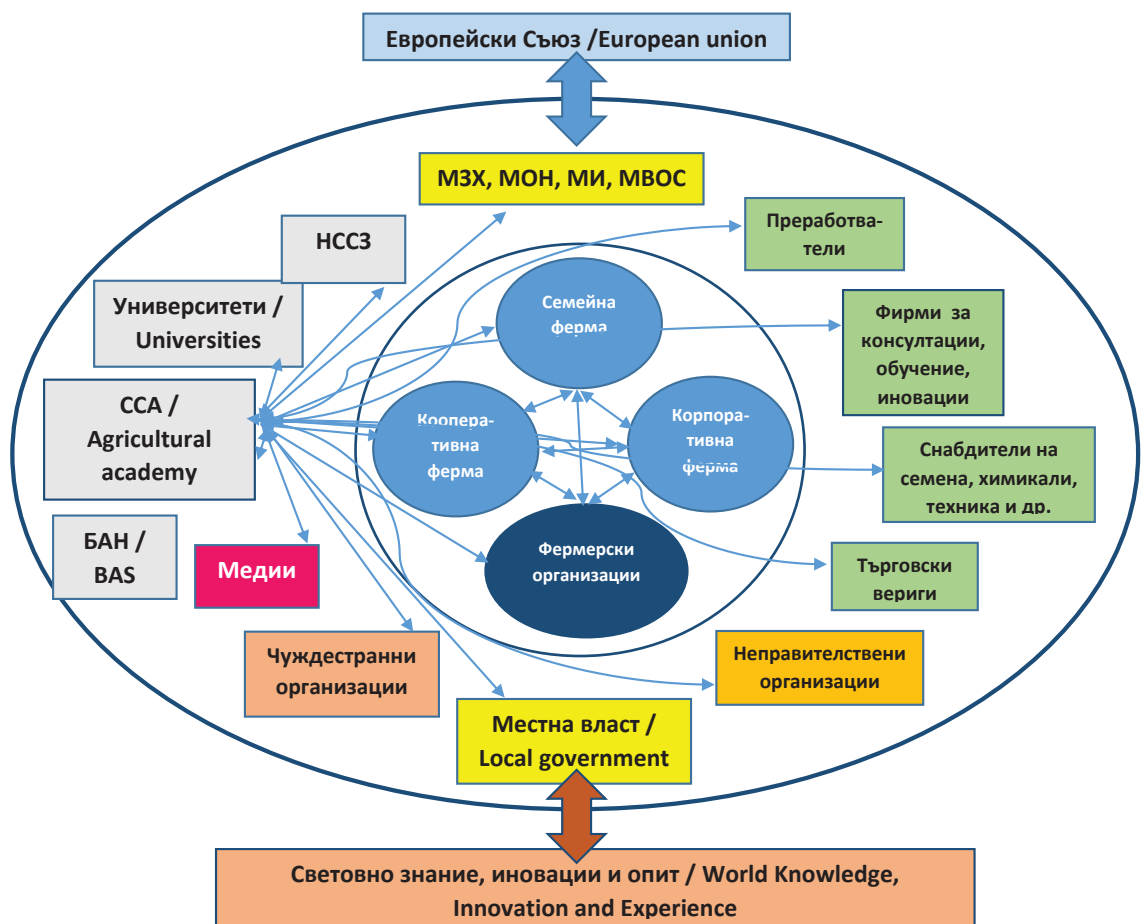 Европейски Съюз /European union
МЗХ, МОН, МИ, МВОС
Преработва-
тели
НССЗ
Университети /
Universities
Семейна
ферма
Фирми за
консултации,
обучение,
иновации
ССА /
Agricultural
academy
Коопера-
тивна
ферма
Корпора-
тивна
ферма
Снабдители на
семена, химикали,
техника и др.
БАН /
BAS
Медии
Фермерски
организации
Търговски
вериги
Чуждестранни
организации
Неправителствени
организации
Местна власт /
Local government
Световно знание, иновации и опит / World Knowledge,
Innovation and Experience